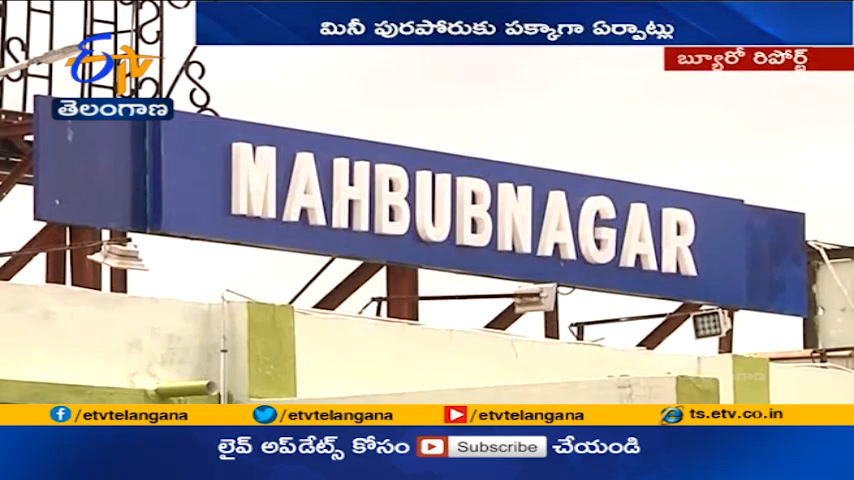 మినీ పురపోరుకు పక్కాగా ఏర్పాట్లు
బ్యూరో రిపోర్ట్
ETV
తెలంగాణ
MAHBUBNAGAR
/etvtelangana
/etvtelangana
/etvtelangana
ts.etv.co.in
లైవ్ అప్‌డేట్స్ కోసం Subscribe చేయండి